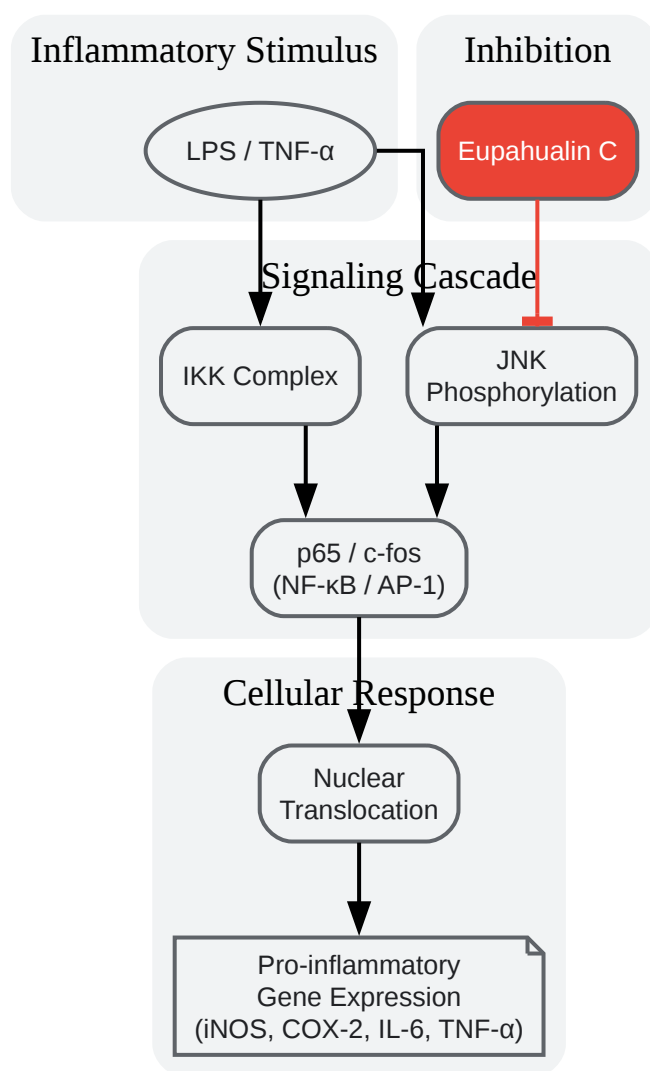 Inflammatory Stimulus
Inhibition
LPS / TNF-α
Eupahualin C
Signaling Cascade
IKK Complex
JNK
Phosphorylation
p65 / c-fos
(NF-κB / AP-1)
Cellular Response
Nuclear
Translocation
Pro-inflammatory
Gene Expression
(iNOS, COX-2, IL-6, TNF-α)